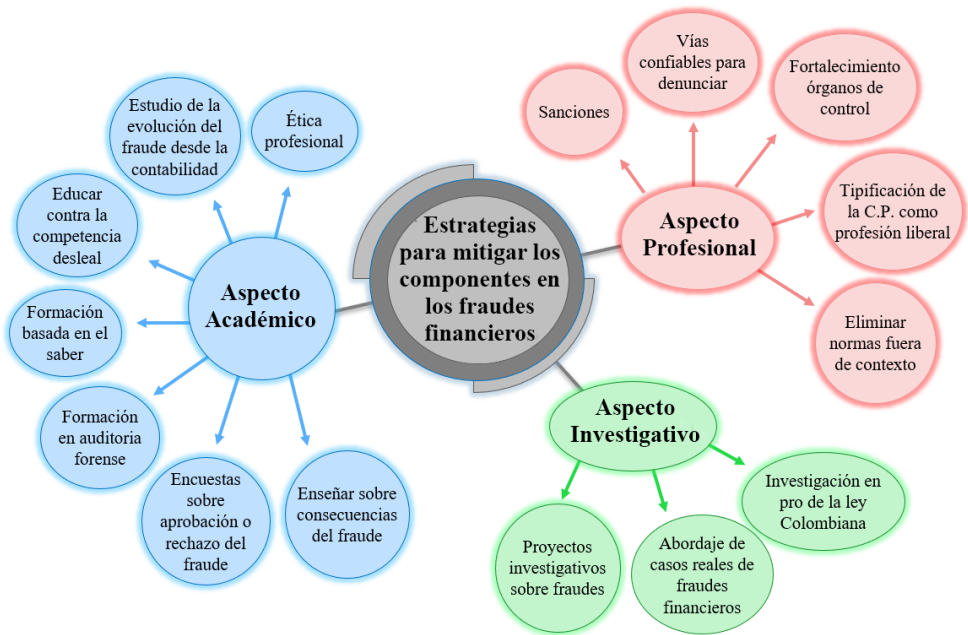 Estrategias
para mitigar los
componentes en
los fraudes
financieros
Aspecto
Académico
Ética
profesional
Estudio de la
evolución del
fraude desde la
contabilidad
Educar
contra la
competencia
desleal
Formación
basada en el
saber
Formación
en auditoria
forense
Encuestas
sobre
aprobación o
rechazo del
fraude
Enseñar sobre
consecuencias
del fraude
Aspecto
Profesional
Sanciones
Vías
confiables para
denunciar
Fortalecimiento
órganos de
control
Tipificación de
la C.P. como
profesión liberal
Eliminar
normas fuera
de contexto
Aspecto
Investigativo
Proyectos
investigativos
sobre fraudes
Abordaje de
casos reales de
fraudes
financieros
Investigación en
pro de la ley
Colombiana